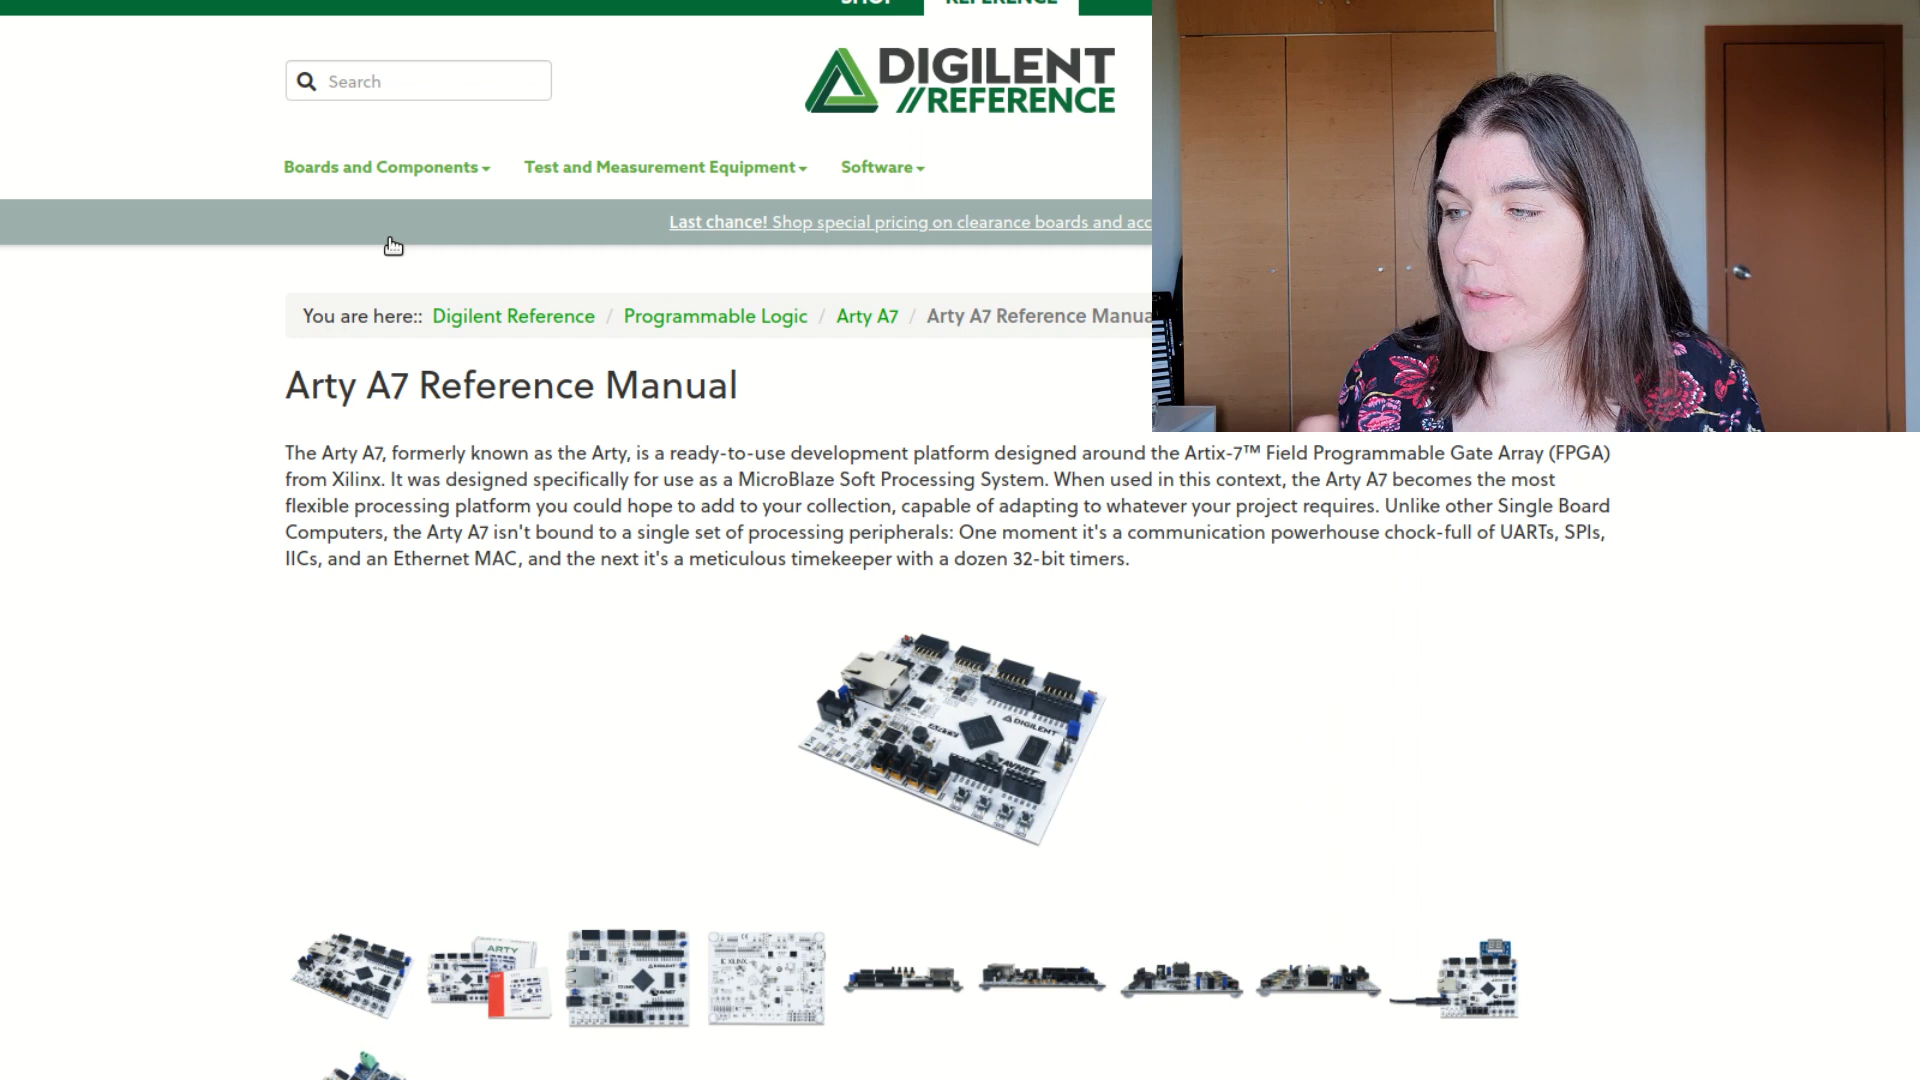 SHOP REFERENCE
Search
DIGILENT
//REFERENCE
Boards and Components
Test and Measurement Equipment
Software
Last chance! Shop special pricing on clearance boards and acc
You are here:: Digilent Reference / Programmable Logic / Arty A7 / Arty A7 Reference Manua
Arty A7 Reference Manual
The Arty A7, formerly known as the Arty, is a ready-to-use development platform designed around the Artix-7™ Field Programmable Gate Array (FPGA)
from Xilinx. It was designed specifically for use as a MicroBlaze Soft Processing System. When used in this context, the Arty A7 becomes the most
flexible processing platform you could hope to add to your collection, capable of adapting to whatever your project requires. Unlike other Single Board
Computers, the Arty A7 isn't bound to a single set of processing peripherals: One moment it's a communication powerhouse chock-full of UARTs, SPIs,
IICs, and an Ethernet MAC, and the next it's a meticulous timekeeper with a dozen 32-bit timers.
DIGILENT
AVNET
ARTY
XILINX